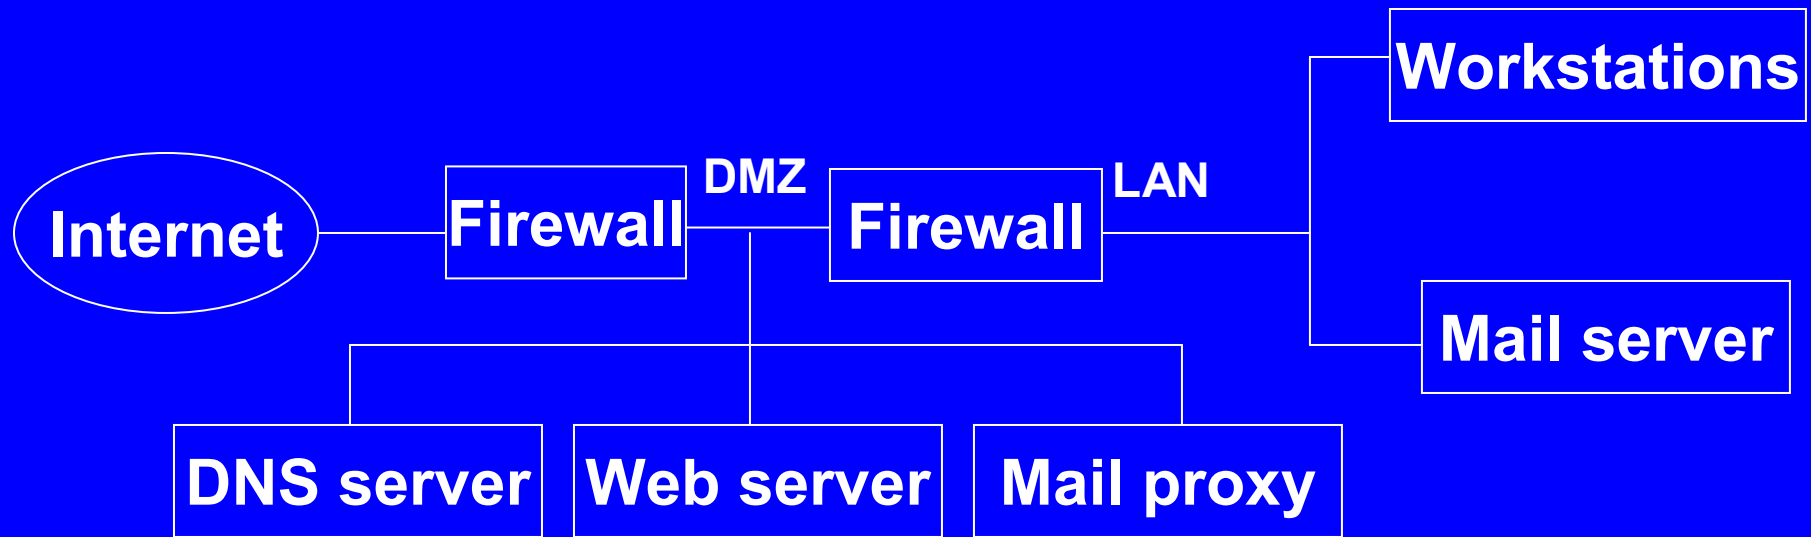 Workstations
DMZ
LAN
Internet
Firewall
Firewall
Mail server
DNS server
Web server
Mail proxy